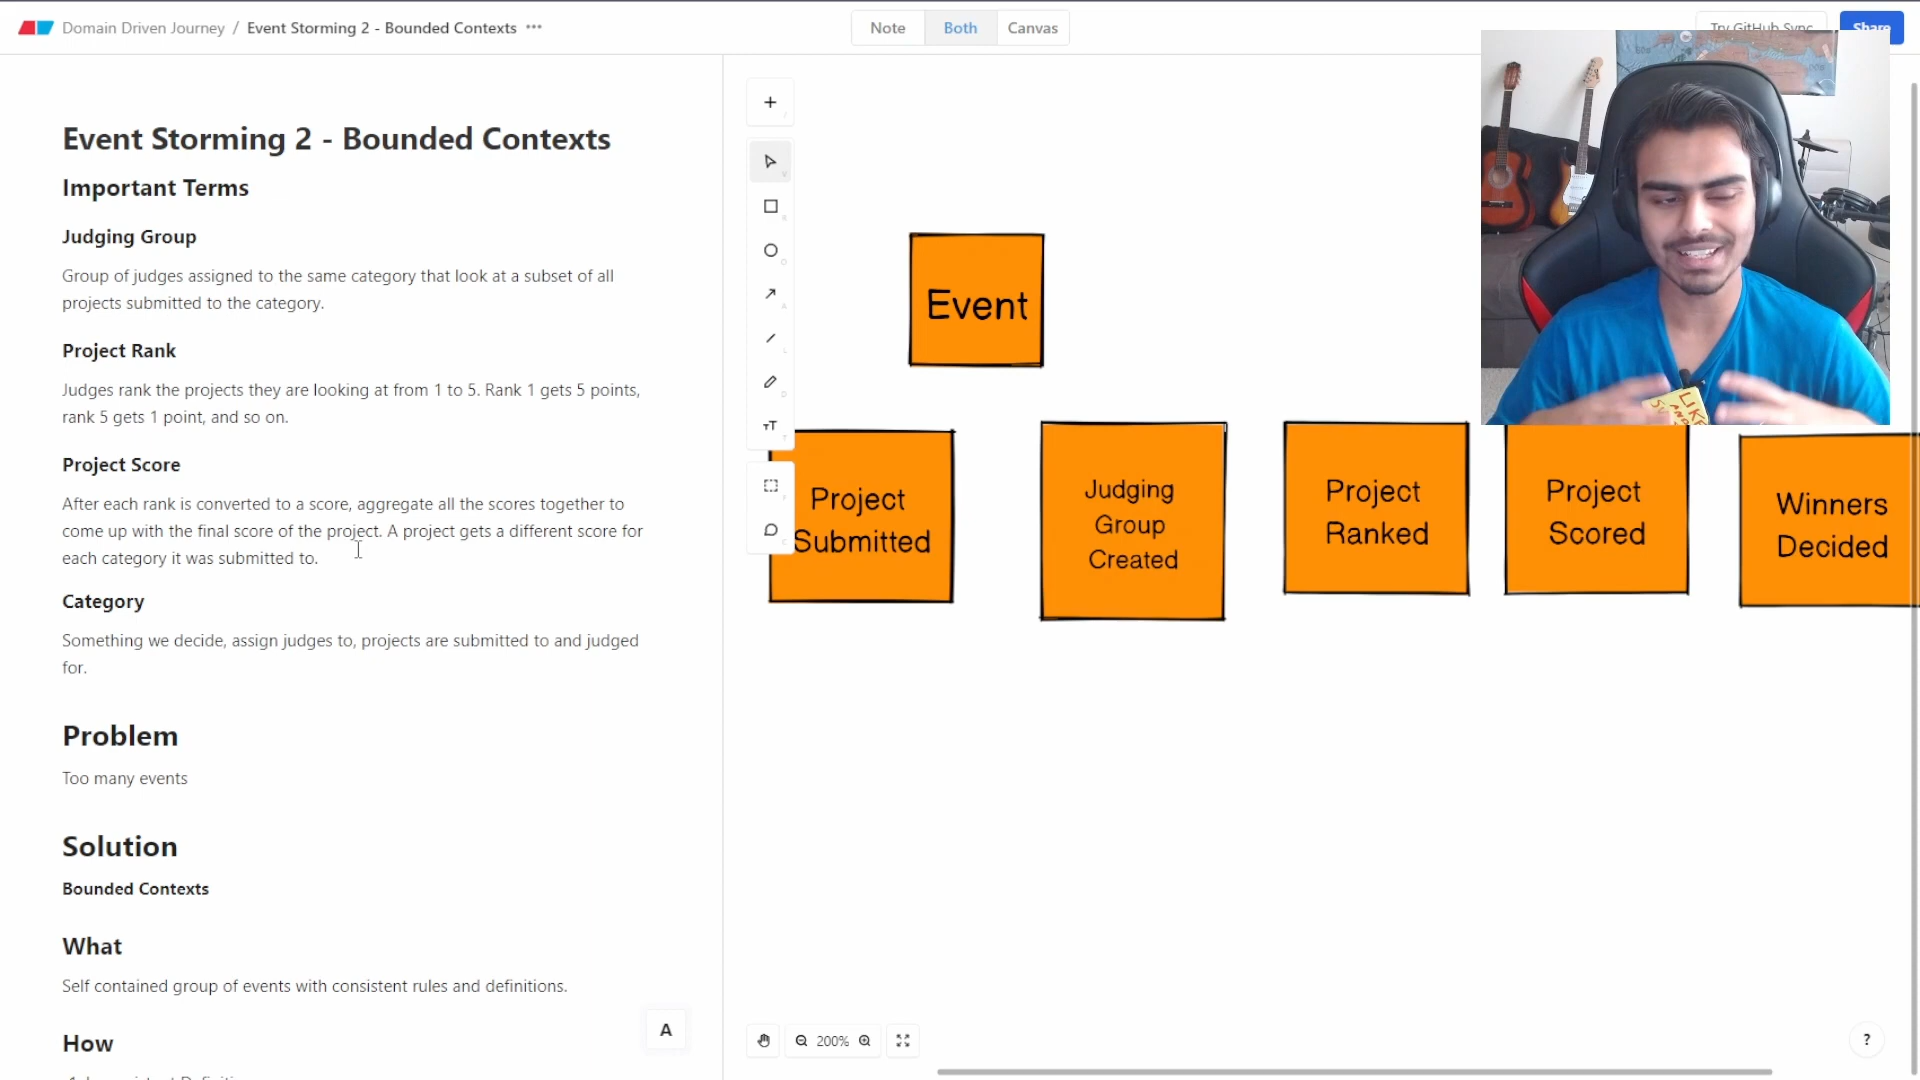 Domain Driven Journey / Event Storming 2 - Bounded Contexts ···
Note Both Canvas
Try GitHub Sync
Share
Event Storming 2 - Bounded Contexts
Important Terms
Judging Group
Group of judges assigned to the same category that look at a subset of all
projects submitted to the category.
Project Rank
Judges rank the projects they are looking at from 1 to 5. Rank 1 gets 5 points,
rank 5 gets 1 point, and so on.
Project Score
After each rank is converted to a score, aggregate all the scores together to
come up with the final score of the project. A project gets a different score for
each category it was submitted to.
Category
Something we decide, assign judges to, projects are submitted to and judged
for.
Problem
Too many events
Solution
Bounded Contexts
What
Self contained group of events with consistent rules and definitions.
How
A
Event
Project
Submitted
Judging
Group
Created
Project
Ranked
Project
Scored
Winners
Decided
LIKE
AND
TT
200%
?